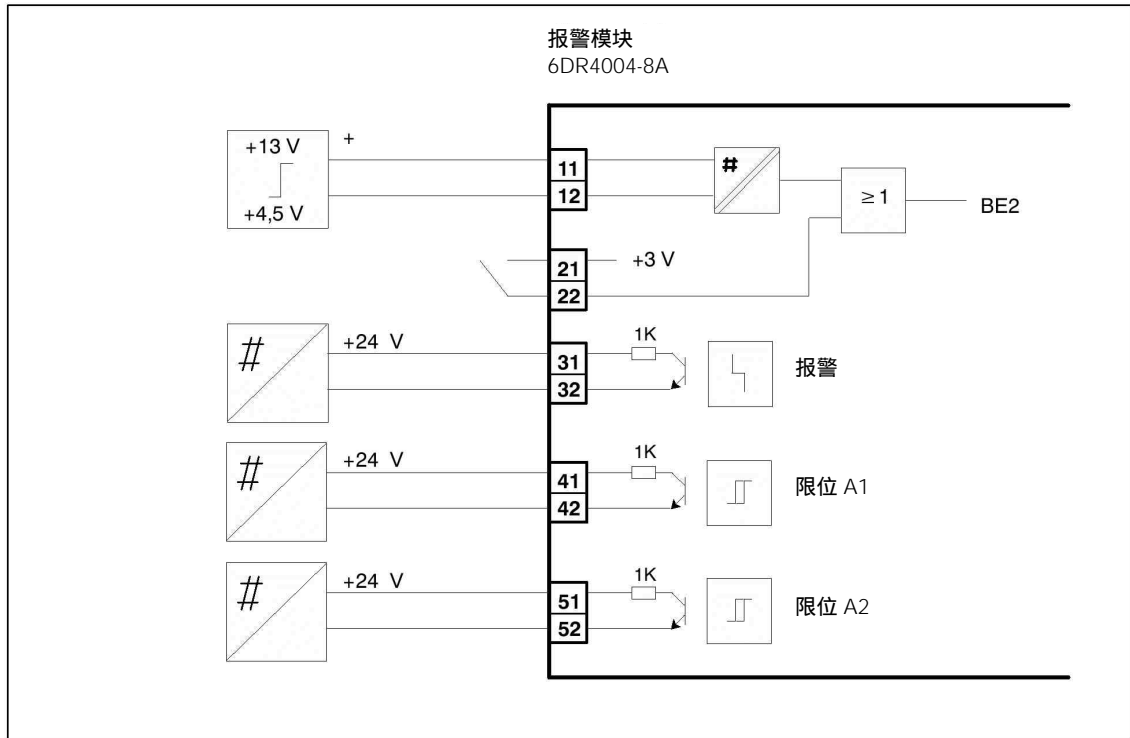 报警模块
6DR4004-8A
+13 V
+4,5 V
+
11
12
#
≥ 1
BE2
21
22
+3 V
#
+24 V
31
32
1K
报警
#
+24 V
41
42
1K
限位 A1
#
+24 V
51
52
1K
限位 A2